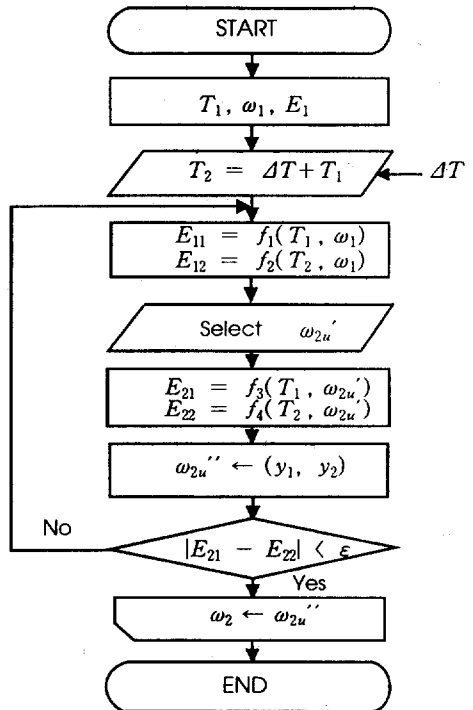 START
T₁, ω₁, E₁
T₂ = ΔT + T₁
ΔT
E₁₁ = f₁(T₁, ω₁)
E₁₂ = f₂(T₂, ω₁)
Select ω₂ᵤ′
E₂₁ = f₃(T₁, ω₂ᵤ′)
E₂₂ = f₄(T₂, ω₂ᵤ′)
ω₂ᵤ″ ← (y₁, y₂)
No
|E₂₁ − E₂₂| < ε
Yes
ω₂ ← ω₂ᵤ″
END